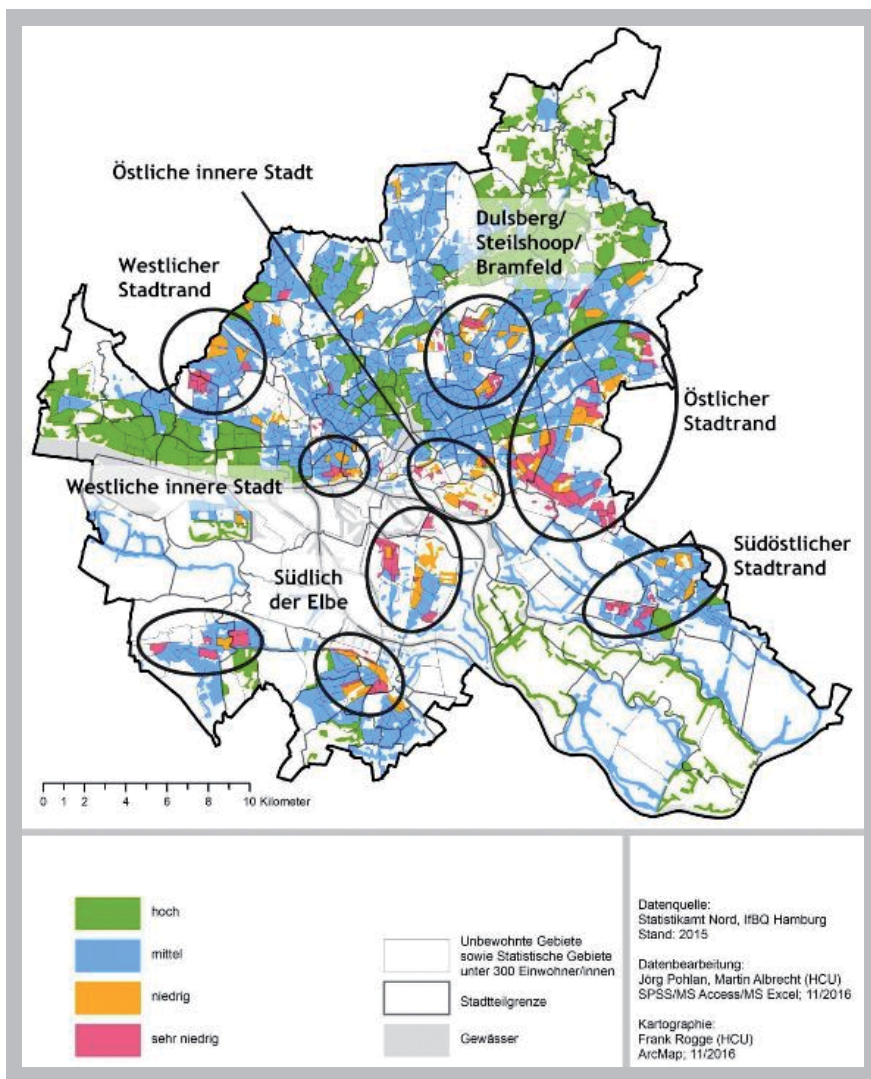 Östliche innere Stadt
Dulsberg/
Steilshoop/
Bramfeld
Westlicher
Stadtrand
Östlicher
Stadtrand
Westliche innere Stadt
Südöstlicher
Stadtrand
Südlich
der Elbe
0 1 2 4 6 8 10 Kilometer
hoch
mittel
niedrig
sehr niedrig
Unbewohnte Gebiete
sowie Statistische Gebiete
unter 300 Einwohner/innen
Stadtteilgrenze
Gewässer
Datenquelle:
Statistikamt Nord, IfBQ Hamburg
Stand: 2015
Datenbearbeitung:
Jörg Pohlan, Martin Albrecht (HCU)
SPSS/MS Access/MS Excel; 11/2016
Kartographie:
Frank Rogge (HCU)
ArcMap; 11/2016